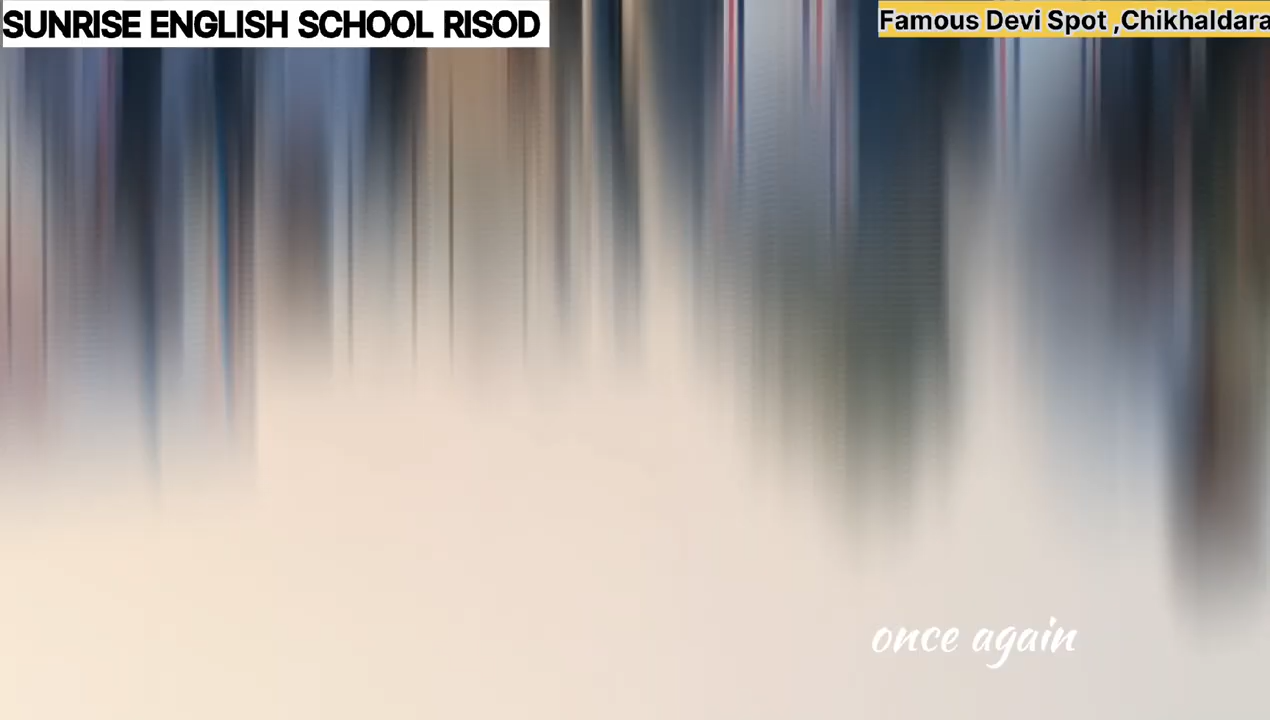 SUNRISE ENGLISH SCHOOL RISOD
Famous Devi Spot ,Chikhaldara
once again